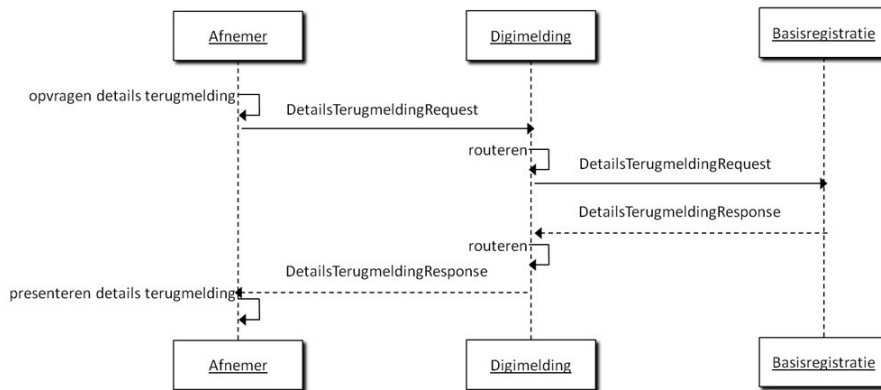 Afnemer
Digimelding
Basisregistratie
opvragen details terugmelding
DetailsTerugmeldingRequest
routeren
DetailsTerugmeldingRequest
DetailsTerugmeldingResponse
routeren
DetailsTerugmeldingResponse
presenteren details terugmelding
Afnemer
Digimelding
Basisregistratie